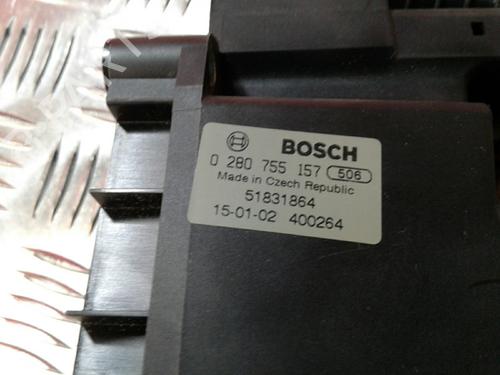 BOSCH
0 280 755 157 506
Made in Czech Republic
51831864
15-01-02 400264